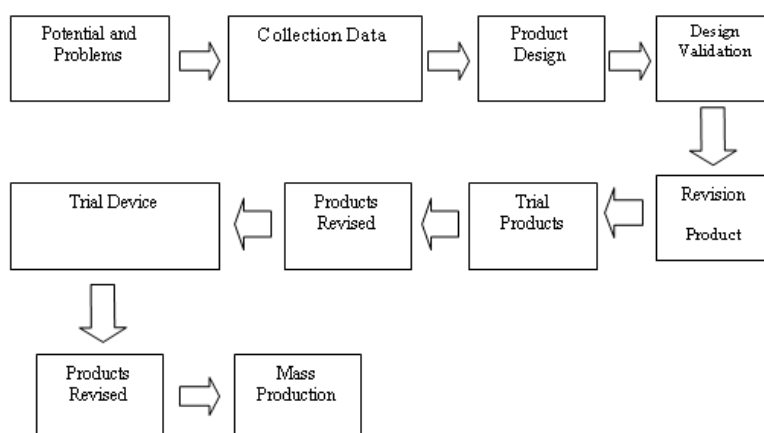 Potential and
Problems
Collection Data
Product
Design
Design
Validation
Revision
Product
Trial
Products
Products
Revised
Trial Device
Products
Revised
Mass
Production